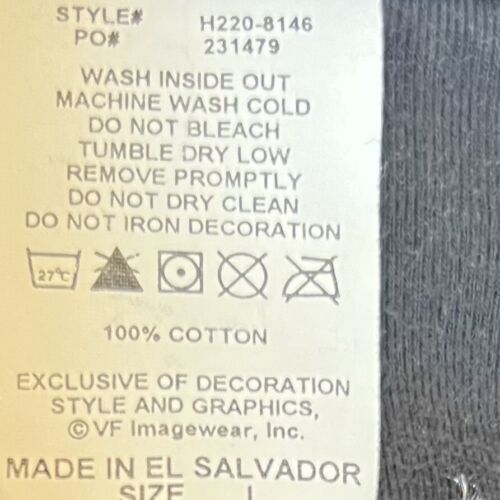 STYLE# H220-8146
PO# 231479
WASH INSIDE OUT
MACHINE WASH COLD
DO NOT BLEACH
TUMBLE DRY LOW
REMOVE PROMPTLY
DO NOT DRY CLEAN
DO NOT IRON DECORATION
27°C
100% COTTON
EXCLUSIVE OF DECORATION
STYLE AND GRAPHICS,
© VF Imagewear, Inc.
MADE IN EL SALVADOR
SIZE L